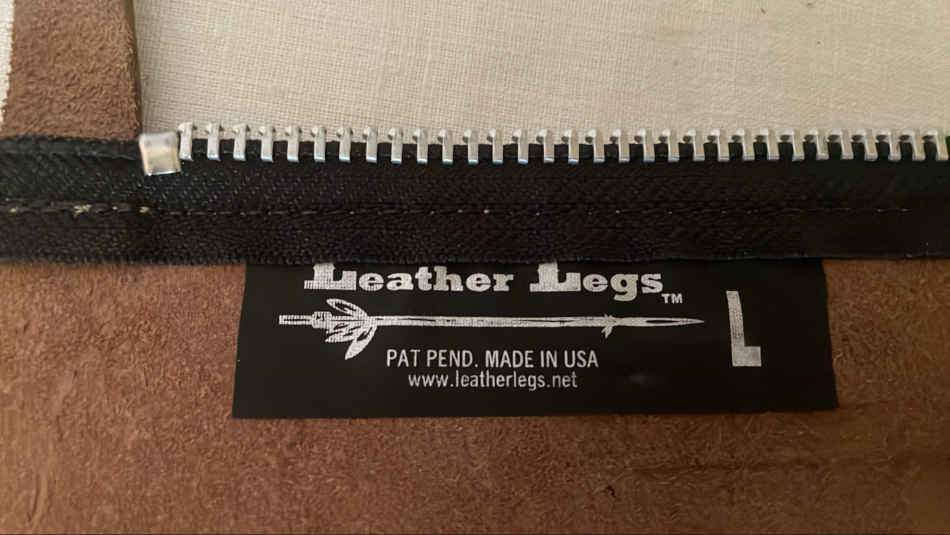 Leather Legs™
L
PAT PEND. MADE IN USA
www.leatherlegs.net